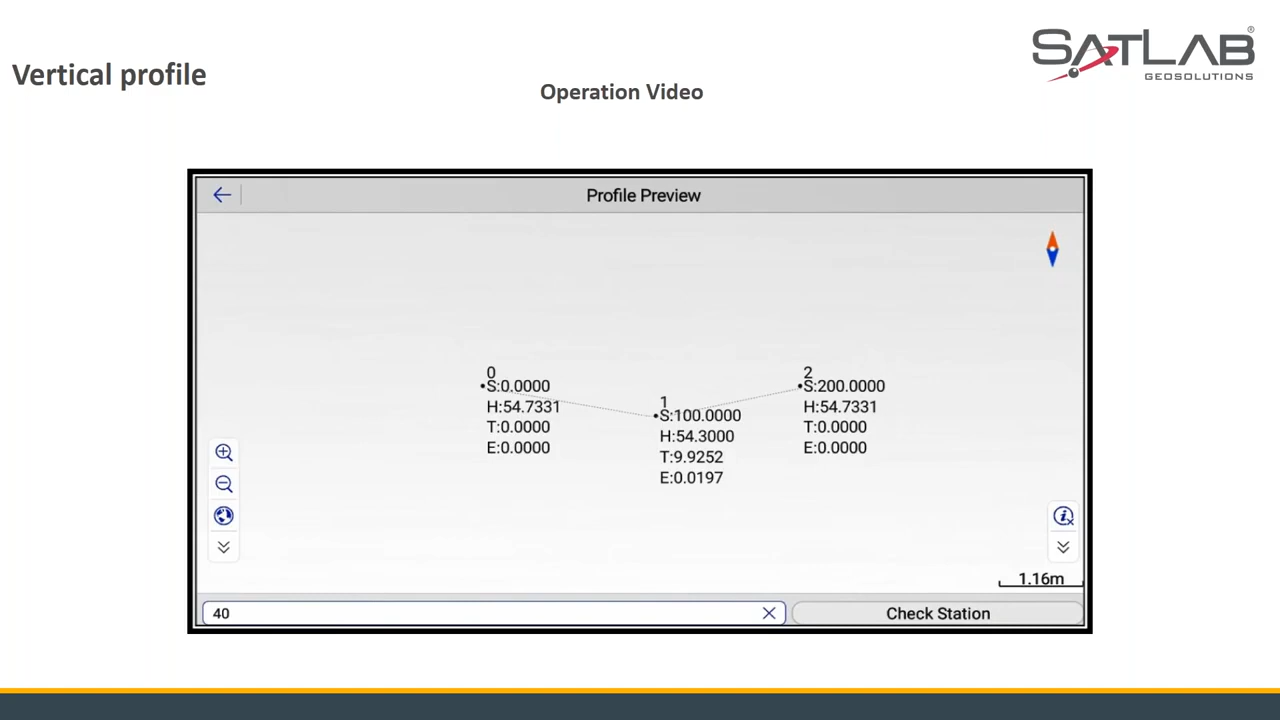 Vertical profile
Operation Video
SATLAB®
GEOSOLUTIONS
Profile Preview
0
S:0.0000
H:54.7331
T:0.0000
E:0.0000
1
S:100.0000
H:54.3000
T:9.9252
E:0.0197
2
S:200.0000
H:54.7331
T:0.0000
E:0.0000
1.16m
40
Check Station